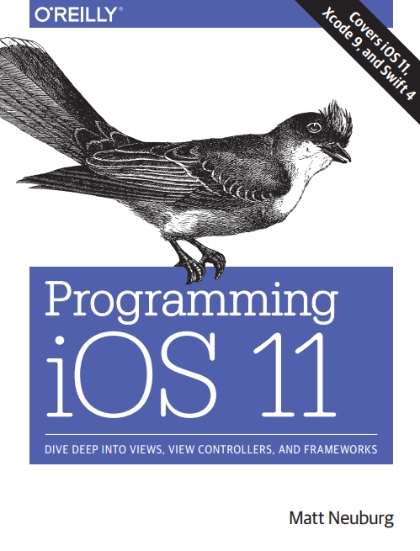 O'REILLY®
Covers iOS 11,
Xcode 9, and Swift 4
Programming
iOS 11
DIVE DEEP INTO VIEWS, VIEW CONTROLLERS, AND FRAMEWORKS
Matt Neuburg